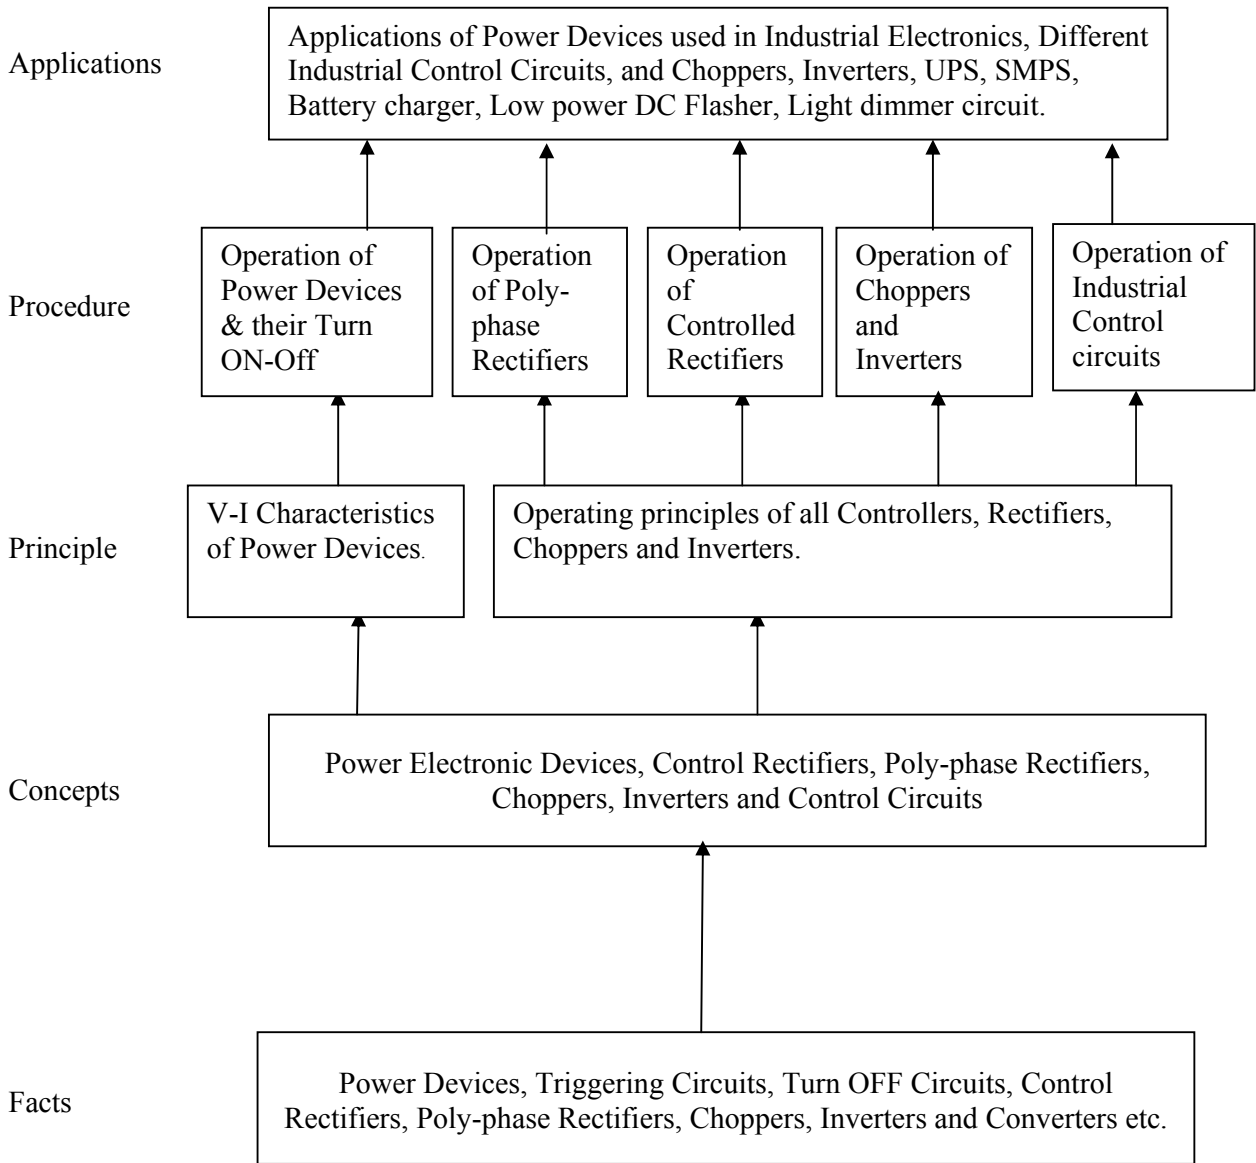 Applications
Applications of Power Devices used in Industrial Electronics, Different
Industrial Control Circuits, and Choppers, Inverters, UPS, SMPS,
Battery charger, Low power DC Flasher, Light dimmer circuit.
Procedure
Operation of
Power Devices
& their Turn
ON-Off
Operation
of Poly-
phase
Rectifiers
Operation
of
Controlled
Rectifiers
Operation of
Choppers
and
Inverters
Operation of
Industrial
Control
circuits
Principle
V-I Characteristics
of Power Devices.
Operating principles of all Controllers, Rectifiers,
Choppers and Inverters.
Concepts
Power Electronic Devices, Control Rectifiers, Poly-phase Rectifiers,
Choppers, Inverters and Control Circuits
Facts
Power Devices, Triggering Circuits, Turn OFF Circuits, Control
Rectifiers, Poly-phase Rectifiers, Choppers, Inverters and Converters etc.